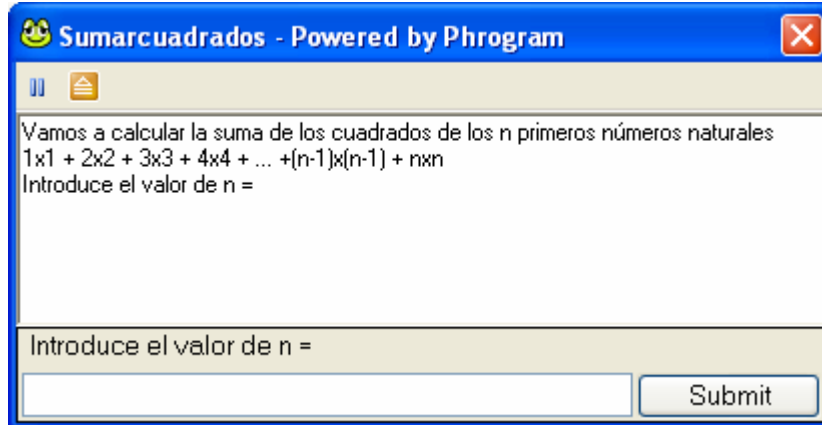 Sumarcuadrados - Powered by Phrogram
Vamos a calcular la suma de los cuadrados de los n primeros números naturales
1x1 + 2x2 + 3x3 + 4x4 + ... +(n-1)x(n-1) + nxn
Introduce el valor de n =
Introduce el valor de n =
Submit